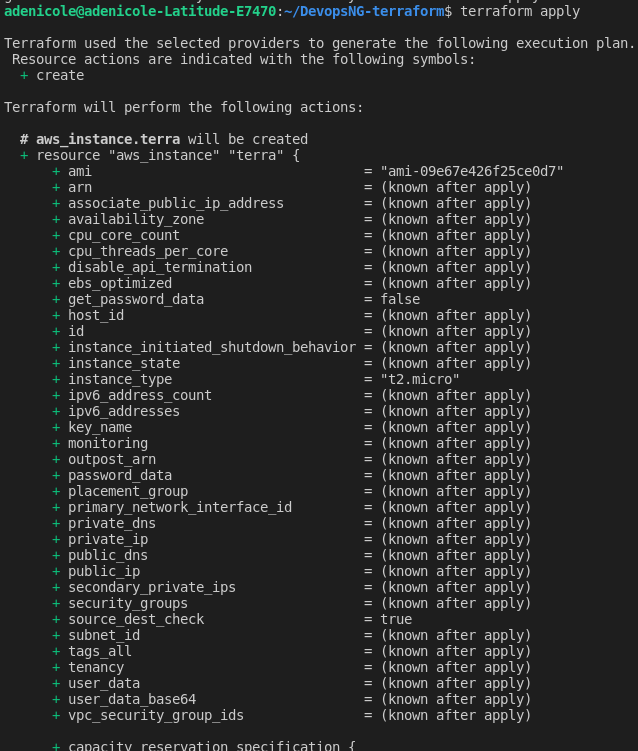 adenicole@adenicole-Latitude-E7470:~/DevopsNG-terraform$ terraform apply
Terraform used the selected providers to generate the following execution plan.
Resource actions are indicated with the following symbols:
+ create
Terraform will perform the following actions:
# aws_instance.terra will be created
+ resource "aws_instance" "terra" {
+ ami = "ami-09e67e426f25ce0d7"
+ arn = (known after apply)
+ associate_public_ip_address = (known after apply)
+ availability_zone = (known after apply)
+ cpu_core_count = (known after apply)
+ cpu_threads_per_core = (known after apply)
+ disable_api_termination = (known after apply)
+ ebs_optimized = (known after apply)
+ get_password_data = false
+ host_id = (known after apply)
+ id = (known after apply)
+ instance_initiated_shutdown_behavior = (known after apply)
+ instance_state = (known after apply)
+ instance_type = "t2.micro"
+ ipv6_address_count = (known after apply)
+ ipv6_addresses = (known after apply)
+ key_name = (known after apply)
+ monitoring = (known after apply)
+ outpost_arn = (known after apply)
+ password_data = (known after apply)
+ placement_group = (known after apply)
+ primary_network_interface_id = (known after apply)
+ private_dns = (known after apply)
+ private_ip = (known after apply)
+ public_dns = (known after apply)
+ public_ip = (known after apply)
+ secondary_private_ips = (known after apply)
+ security_groups = (known after apply)
+ source_dest_check = true
+ subnet_id = (known after apply)
+ tags_all = (known after apply)
+ tenancy = (known after apply)
+ user_data = (known after apply)
+ user_data_base64 = (known after apply)
+ vpc_security_group_ids = (known after apply)
+ capacity_reservation_specification {